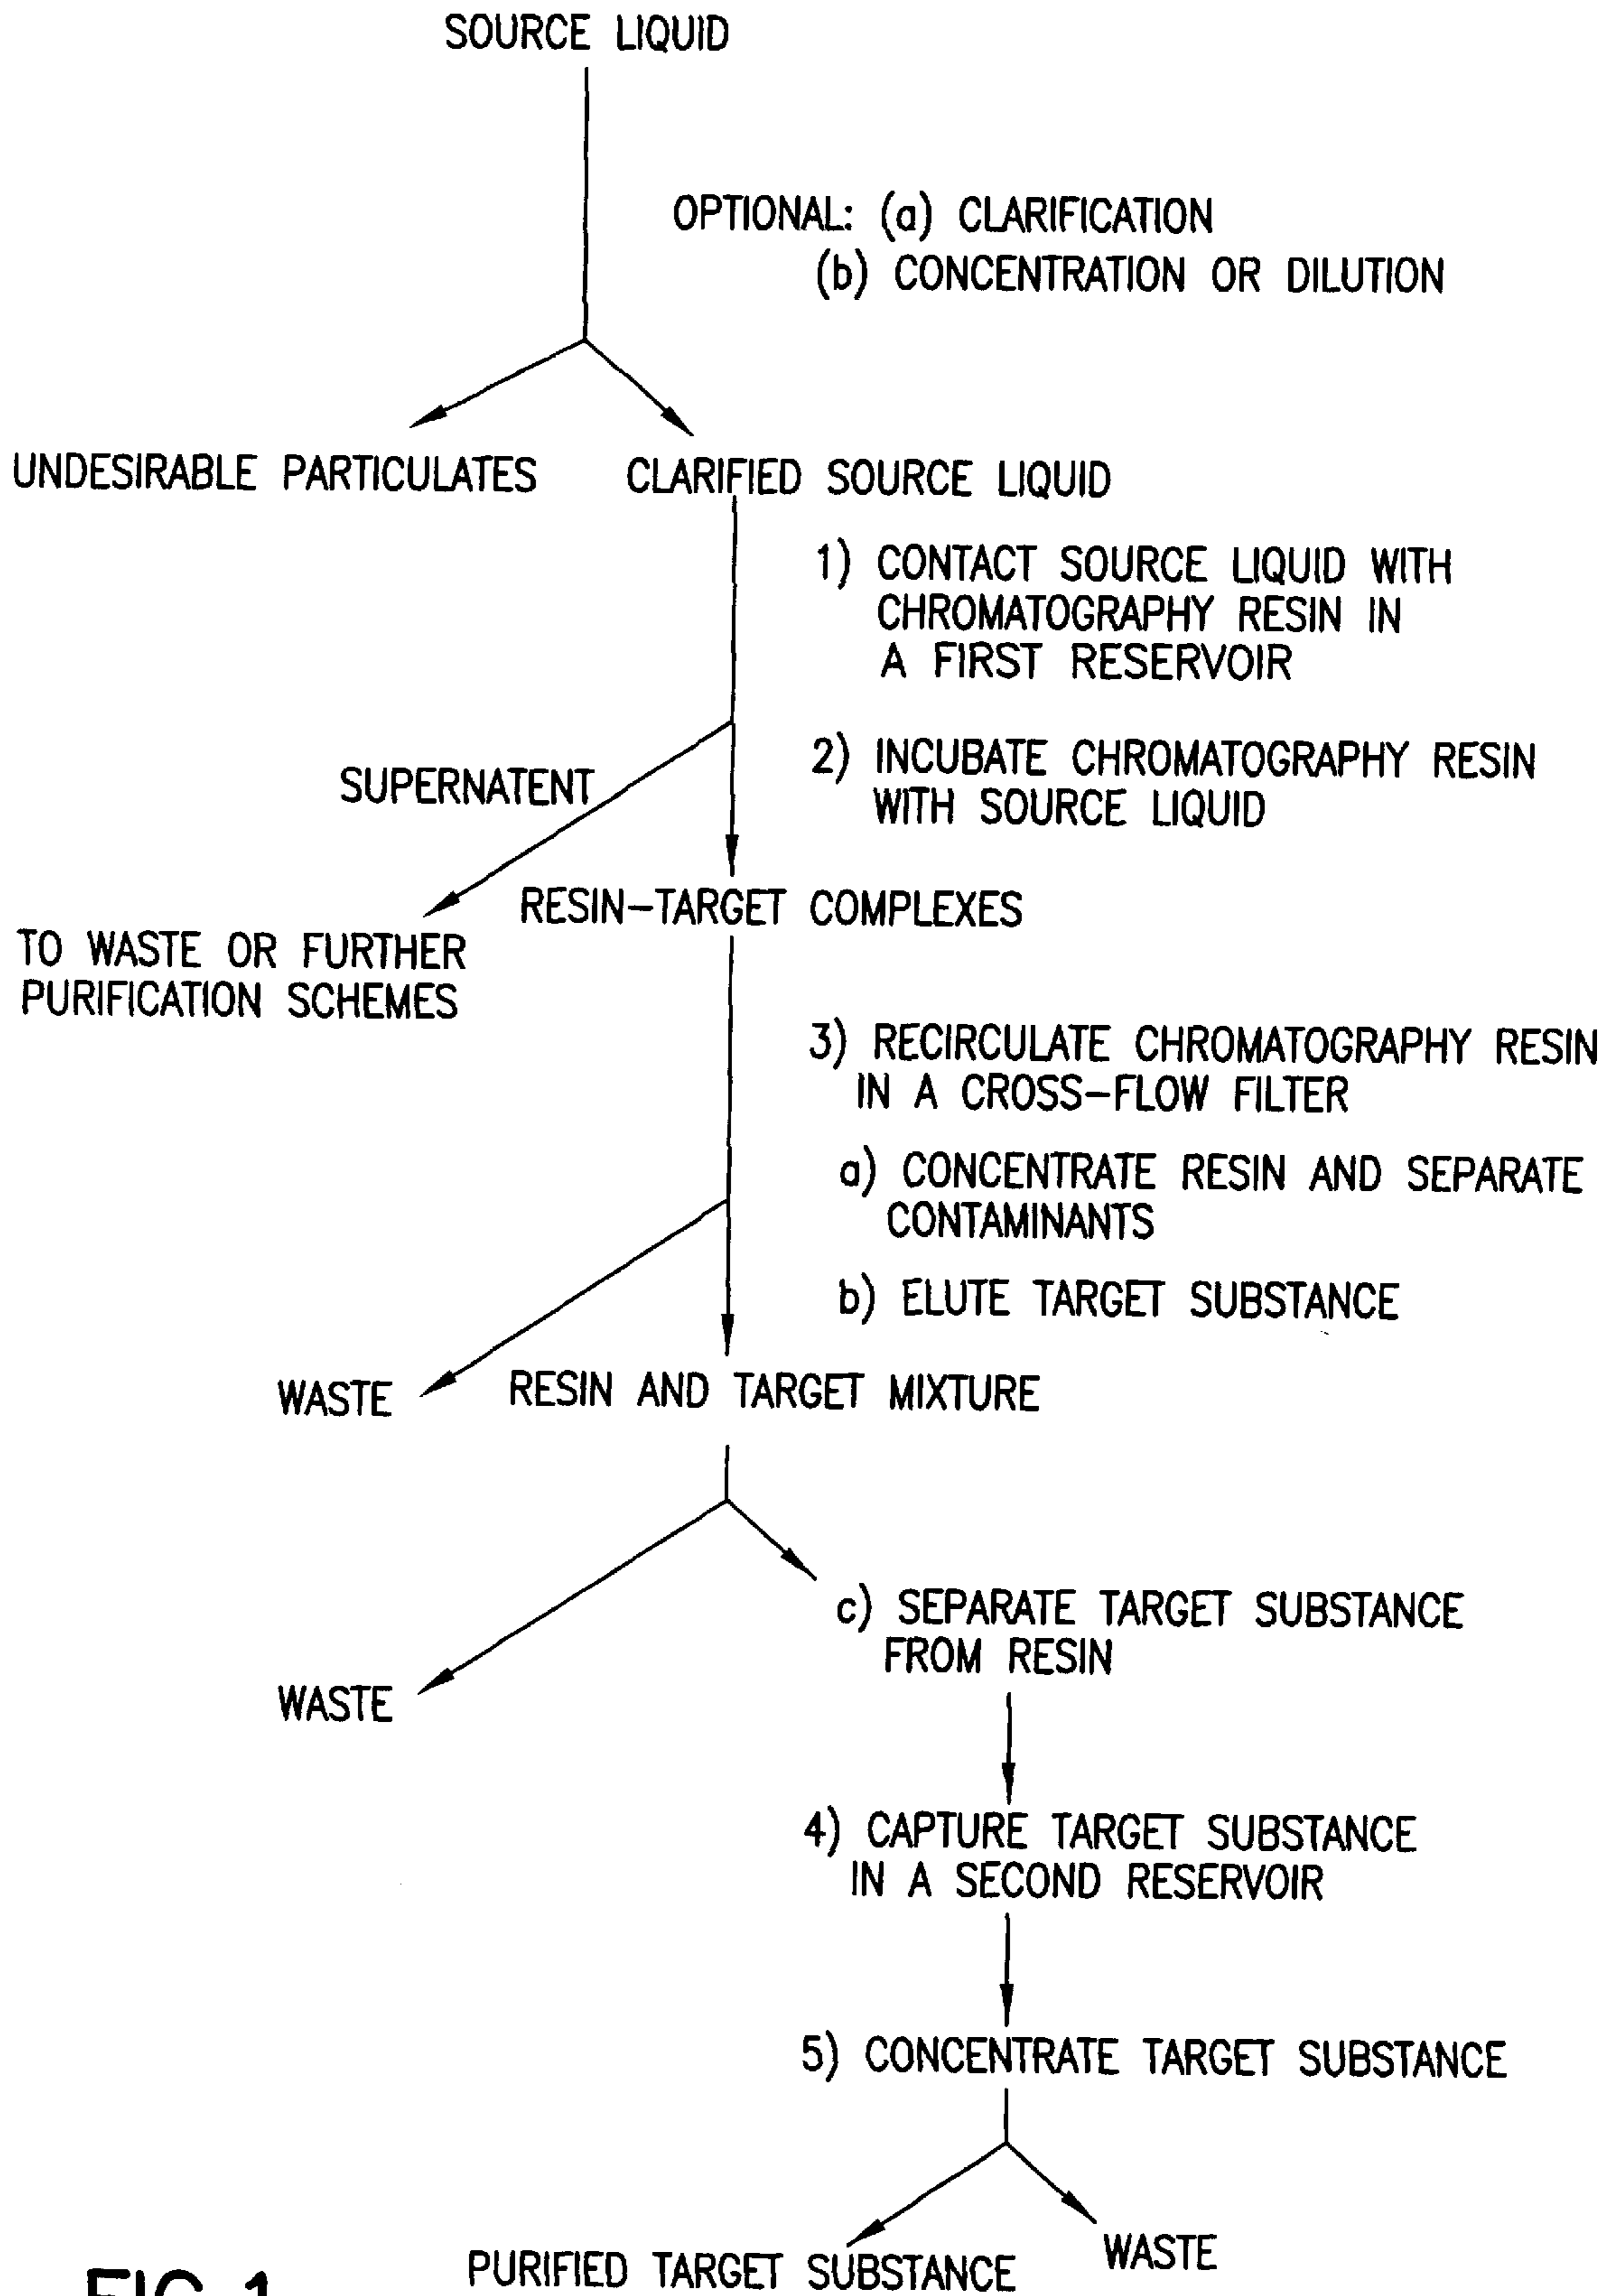 SOURCE LIQUID
OPTIONAL: (a) CLARIFICATION
(b) CONCENTRATION OR DILUTION
UNDESIRABLE PARTICULATES
CLARIFIED SOURCE LIQUID
1) CONTACT SOURCE LIQUID WITH
CHROMATOGRAPHY RESIN IN
A FIRST RESERVOIR
2) INCUBATE CHROMATOGRAPHY RESIN
WITH SOURCE LIQUID
SUPERNATENT
RESIN-TARGET COMPLEXES
TO WASTE OR FURTHER
PURIFICATION SCHEMES
3) RECIRCULATE CHROMATOGRAPHY RESIN
IN A CROSS-FLOW FILTER
a) CONCENTRATE RESIN AND SEPARATE
CONTAMINANTS
b) ELUTE TARGET SUBSTANCE
WASTE
RESIN AND TARGET MIXTURE
c) SEPARATE TARGET SUBSTANCE
FROM RESIN
WASTE
4) CAPTURE TARGET SUBSTANCE
IN A SECOND RESERVOIR
5) CONCENTRATE TARGET SUBSTANCE
PURIFIED TARGET SUBSTANCE
WASTE
FIG. 1